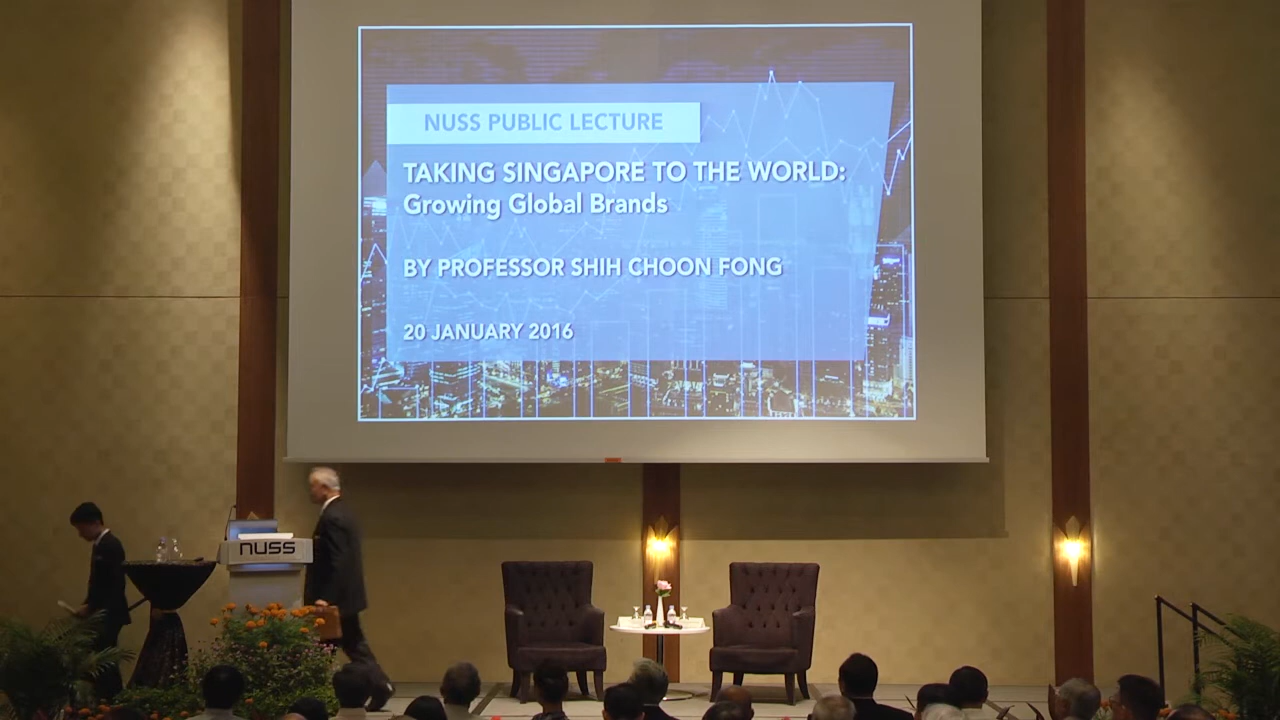 NUSS PUBLIC LECTURE
TAKING SINGAPORE TO THE WORLD:
Growing Global Brands
BY PROFESSOR SHIH CHOON FONG
20 JANUARY 2016
nuss